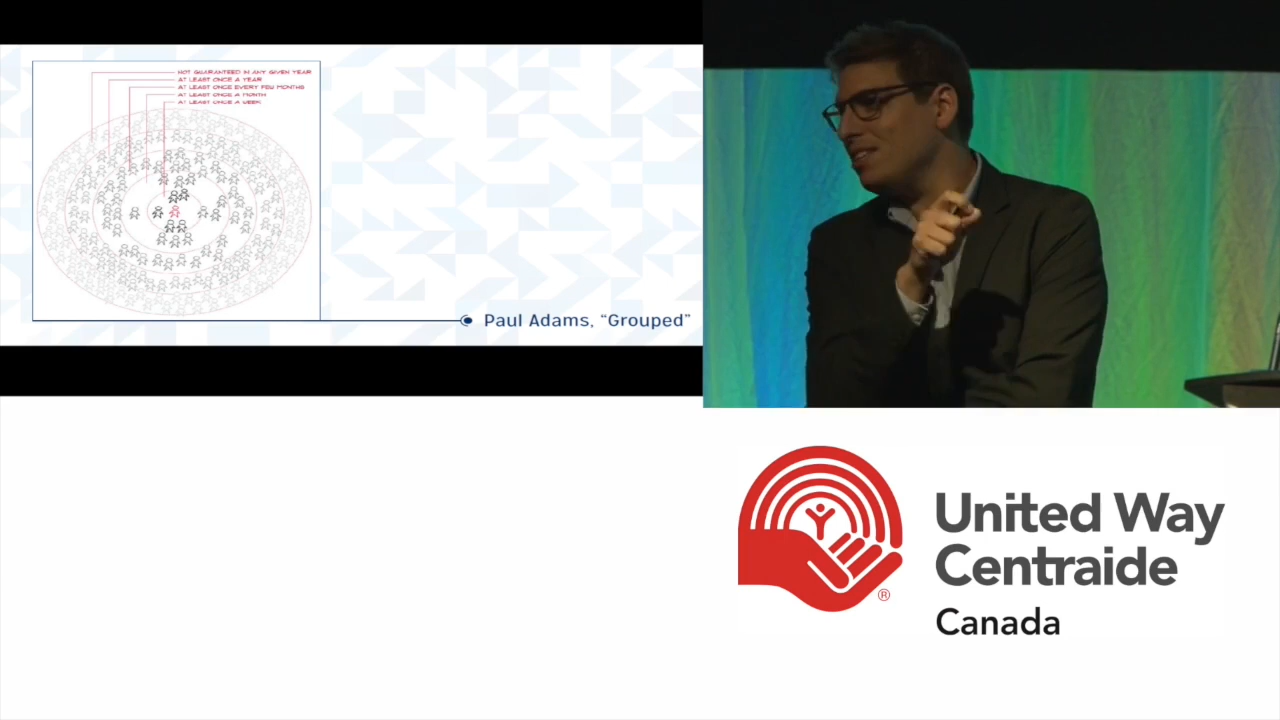 NOT GUARANTEED IN ANY GIVEN YEAR
AT LEAST ONCE A YEAR
AT LEAST ONCE EVERY FEW MONTHS
AT LEAST ONCE A MONTH
AT LEAST ONCE A WEEK
Paul Adams, “Grouped”
United Way
Centraide
®
Canada